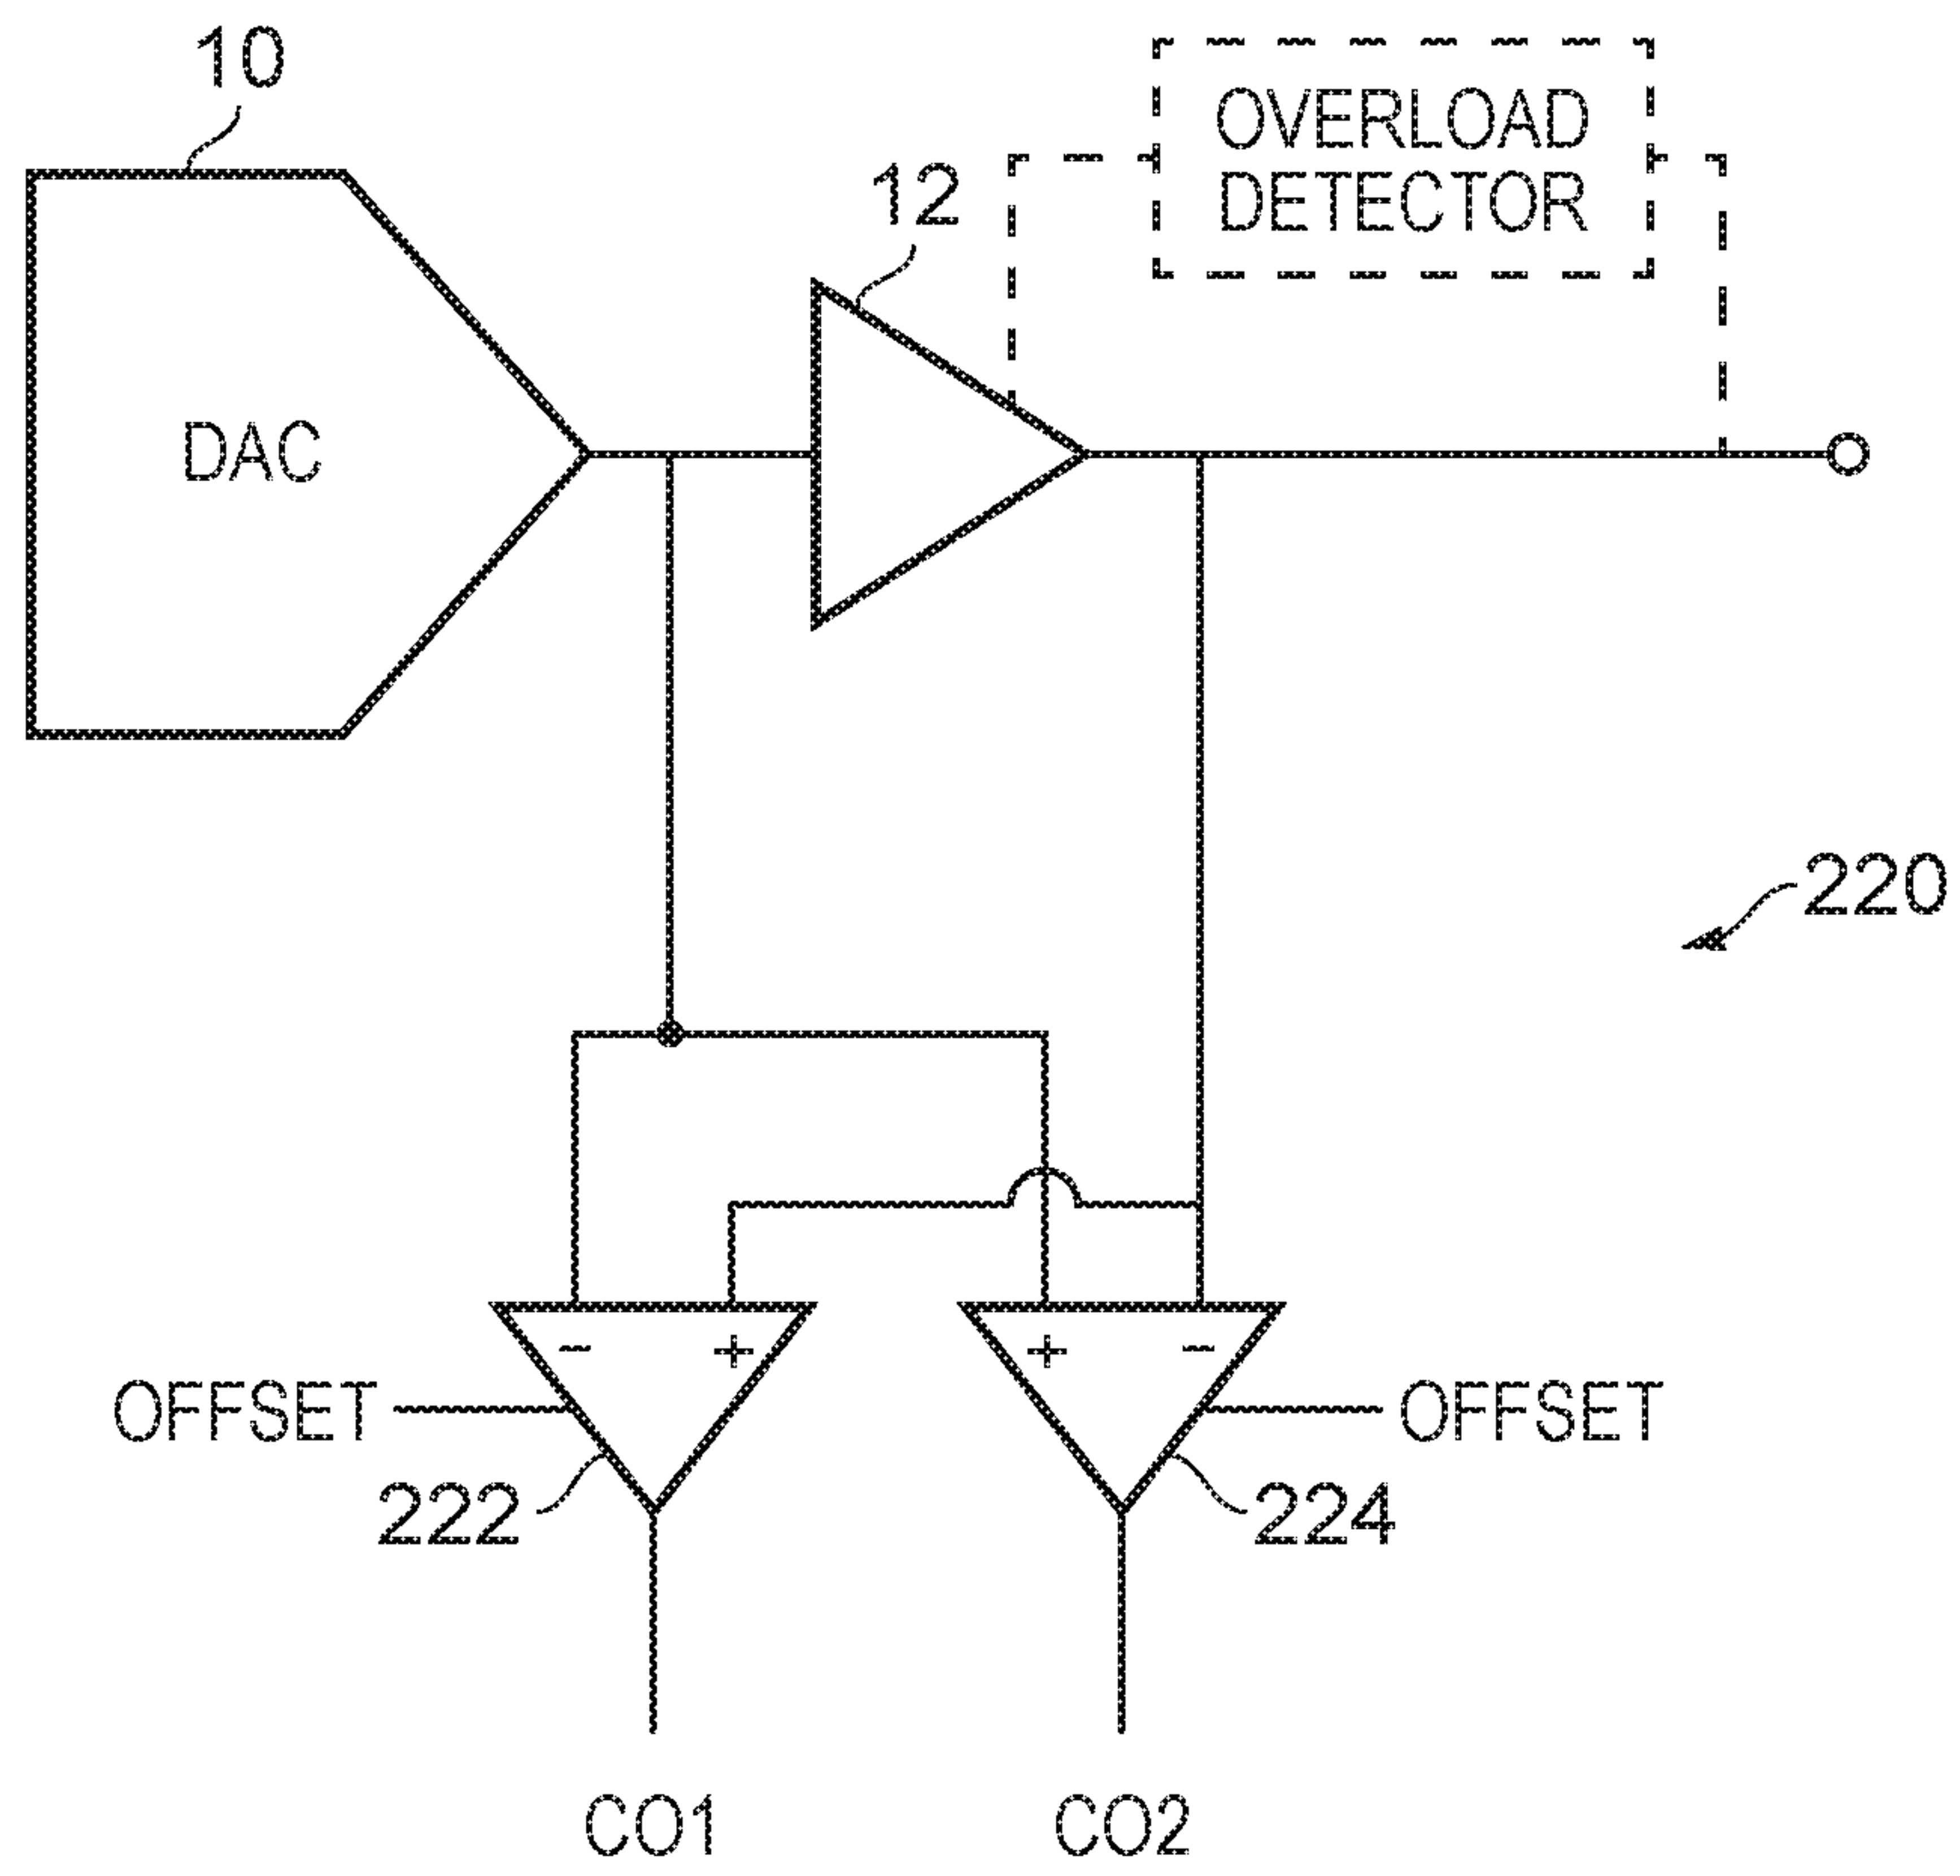 10
OVERLOAD
DETECTOR
12
DAC
220
- +
+ -
OFFSET
OFFSET
222
224
CO1
CO2